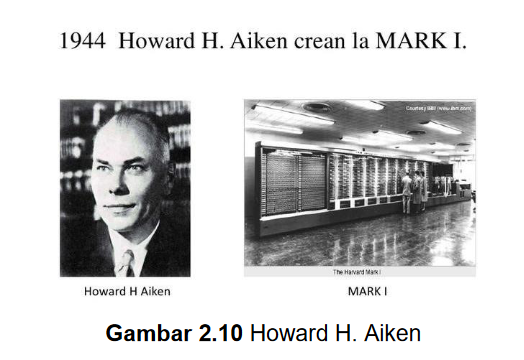 1944 Howard H. Aiken crean la MARK I.
The Harvard Mark I
Howard H Aiken
MARK I
Gambar 2.10 Howard H. Aiken